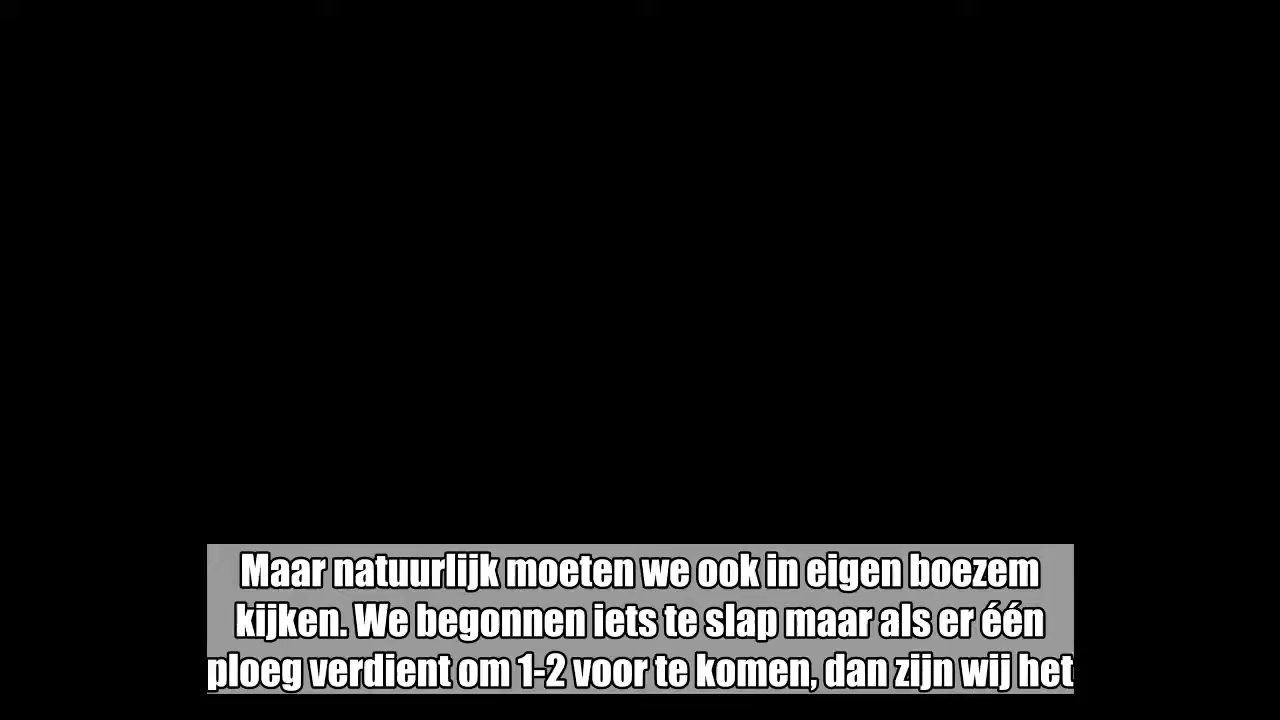 Maar natuurlijk moeten we ook in eigen boezem
kijken. We begonnen iets te slap maar als er één
ploeg verdient om 1-2 voor te komen, dan zijn wij het